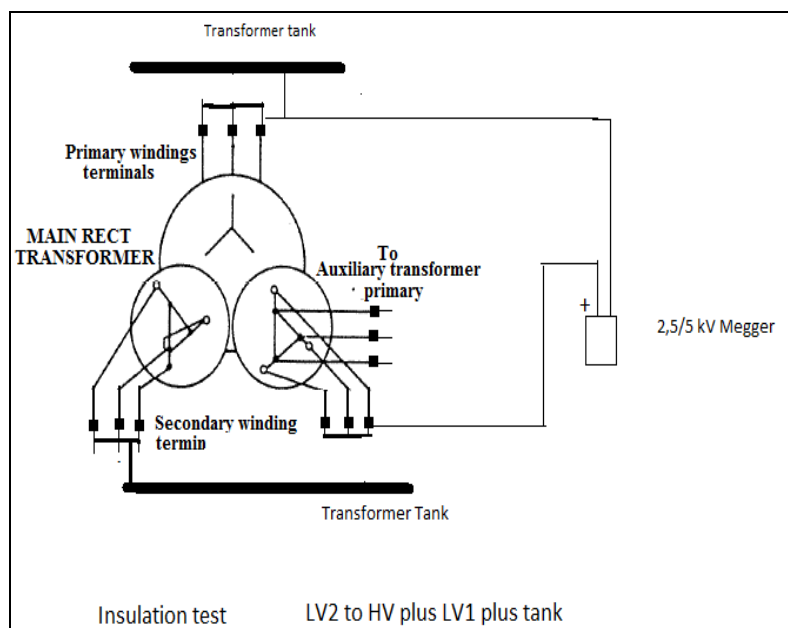 Transformer tank
Primary windings
terminals
MAIN RECT
TRANSFORMER
To
Auxiliary transformer
primary
+
2,5/5 kV Megger
Secondary winding
termin
Transformer Tank
Insulation test LV2 to HV plus LV1 plus tank